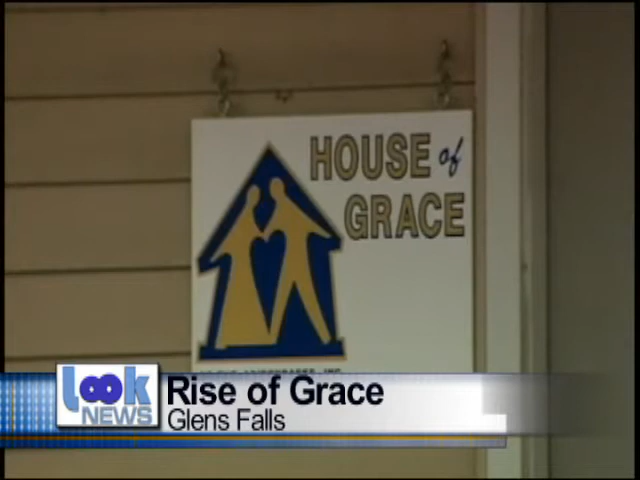 HOUSE of
GRACE
look
NEWS
Rise of Grace
Glens Falls